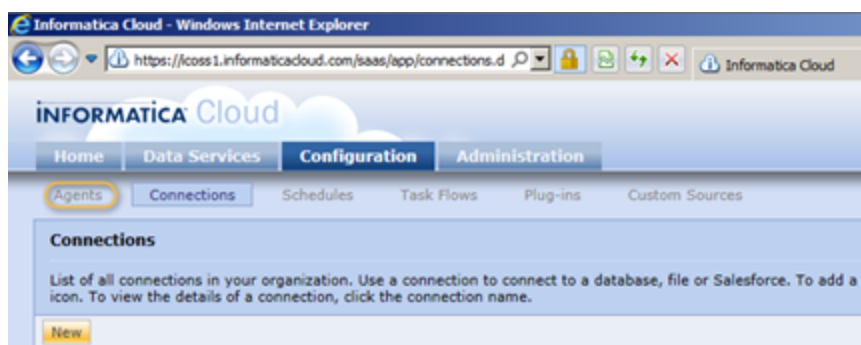 Informatica Cloud - Windows Internet Explorer
https://icoss1.informaticacloud.com/saas/app/connections.d
Informatica Cloud
INFORMATICA Cloud
Home Data Services Configuration Administration
Agents Connections Schedules Task Flows Plug-ins Custom Sources
Connections
List of all connections in your organization. Use a connection to connect to a database, file or Salesforce. To add a
icon. To view the details of a connection, click the connection name.
New